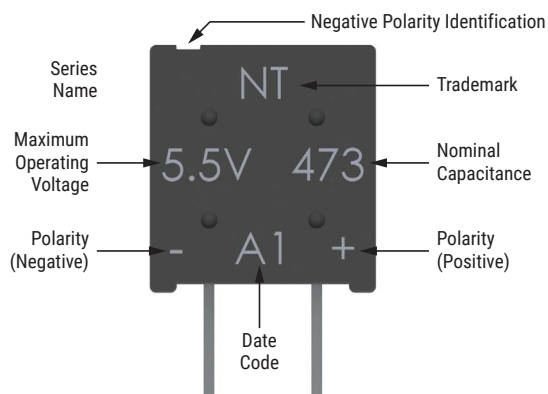 Negative Polarity Identification
Series
Name
NT
Trademark
Maximum
Operating
Voltage
5.5V
473
Nominal
Capacitance
Polarity
(Negative)
-
A1
+
Polarity
(Positive)
Date
Code